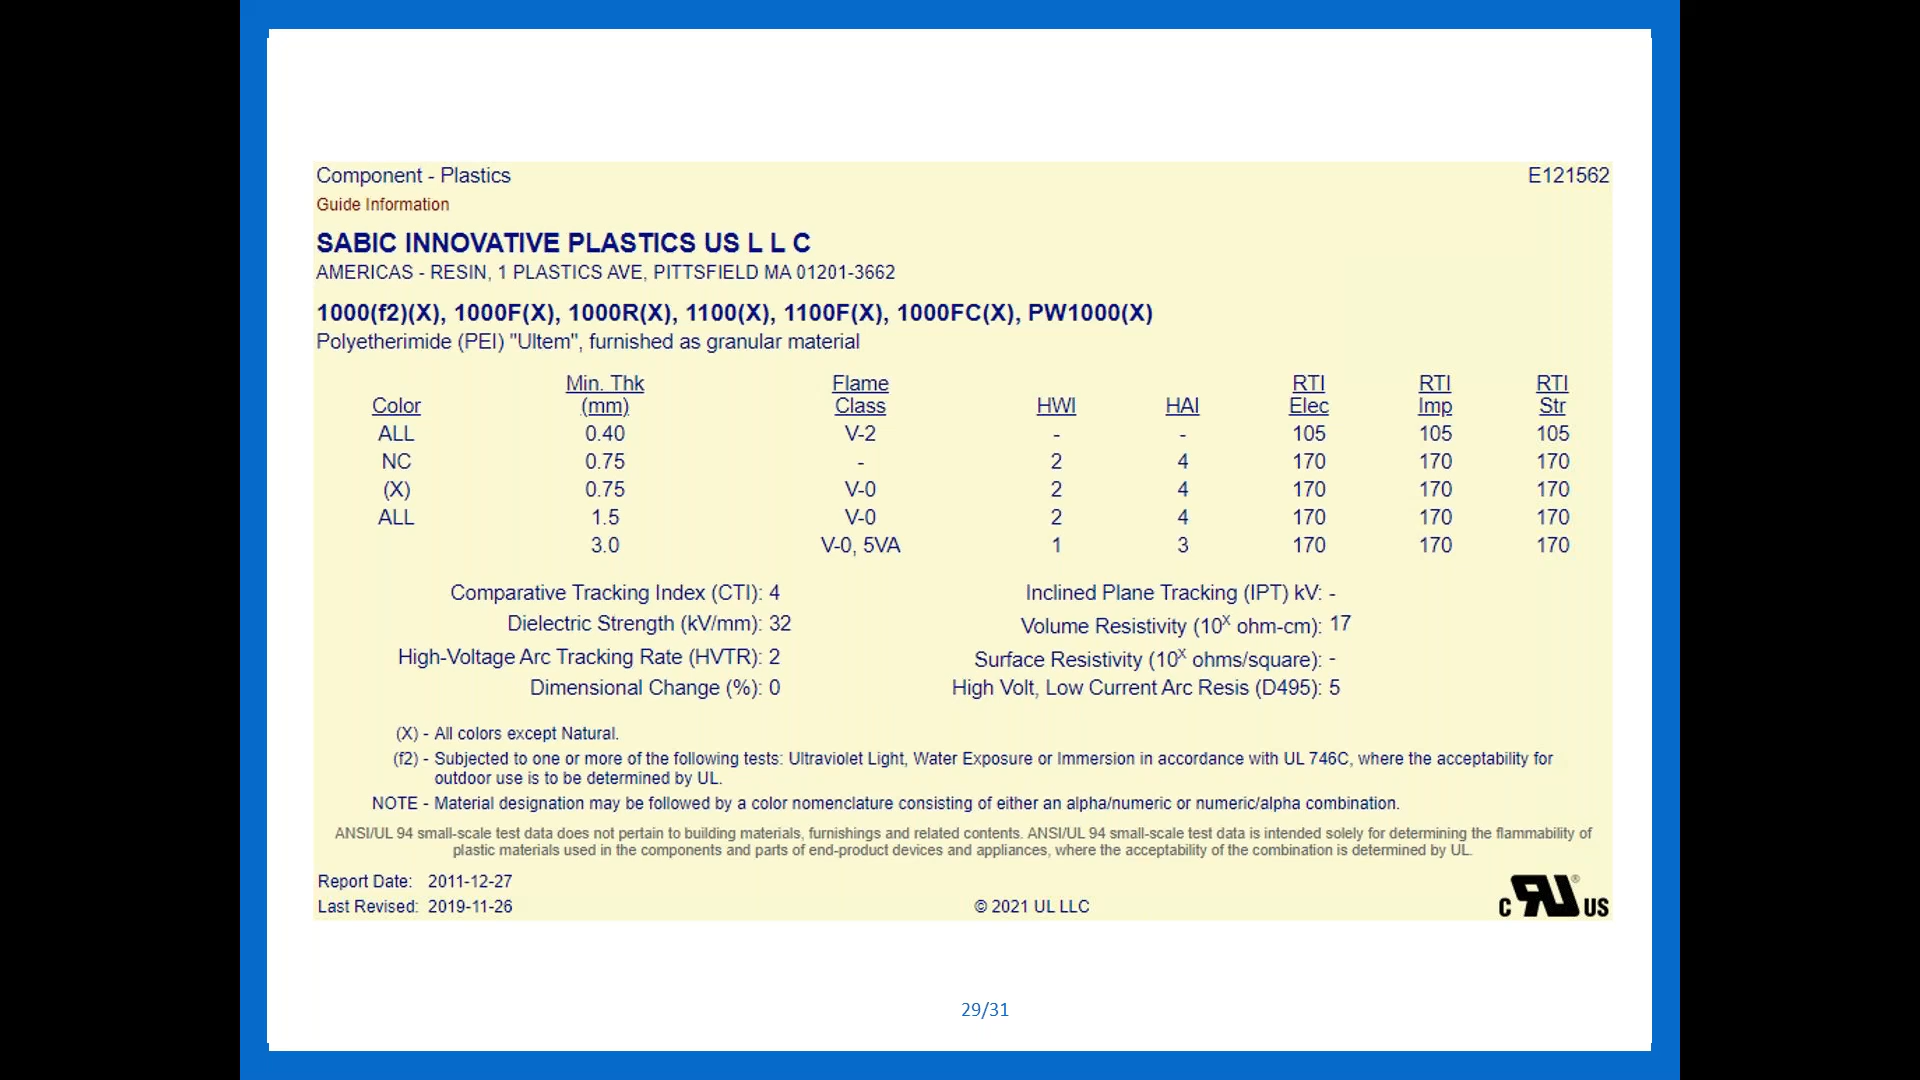 Component - Plastics E121562
Guide Information
SABIC INNOVATIVE PLASTICS US L L C
AMERICAS - RESIN, 1 PLASTICS AVE, PITTSFIELD MA 01201-3662
1000(f2)(X), 1000F(X), 1000R(X), 1100(X), 1100F(X), 1000FC(X), PW1000(X)
Polyetherimide (PEI) "Ultem", furnished as granular material
Min. Thk Flame RTI RTI RTI
Color (mm) Class HWI HAI Elec Imp Str
ALL 0.40 V-2 - - 105 105 105
NC 0.75 - 2 4 170 170 170
(X) 0.75 V-0 2 4 170 170 170
ALL 1.5 V-0 2 4 170 170 170
3.0 V-0, 5VA 1 3 170 170 170
Comparative Tracking Index (CTI): 4 Inclined Plane Tracking (IPT) kV: -
Dielectric Strength (kV/mm): 32 Volume Resistivity (10^X ohm-cm): 17
High-Voltage Arc Tracking Rate (HVTR): 2 Surface Resistivity (10^X ohms/square): -
Dimensional Change (%): 0 High Volt, Low Current Arc Resis (D495): 5
(X) - All colors except Natural.
(f2) - Subjected to one or more of the following tests: Ultraviolet Light, Water Exposure or Immersion in accordance with UL 746C, where the acceptability for
outdoor use is to be determined by UL.
NOTE - Material designation may be followed by a color nomenclature consisting of either an alpha/numeric or numeric/alpha combination.
ANSI/UL 94 small-scale test data does not pertain to building materials, furnishings and related contents. ANSI/UL 94 small-scale test data is intended solely for determining the flammability of
plastic materials used in the components and parts of end-product devices and appliances, where the acceptability of the combination is determined by UL.
Report Date: 2011-12-27
Last Revised: 2019-11-26 © 2021 UL LLC c RU ® US
29/31